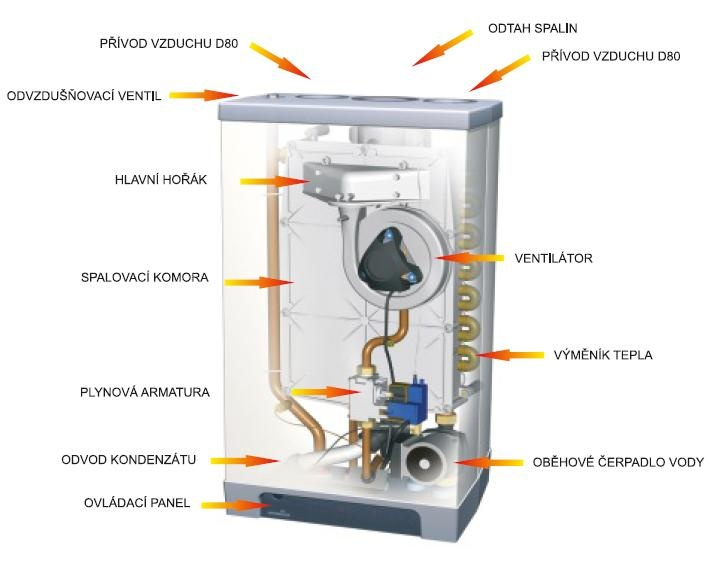 ODTAH SPALIN
PŘÍVOD VZDUCHU D80
PŘÍVOD VZDUCHU D80
ODVZDUŠŇOVACÍ VENTIL
HLAVNÍ HOŘÁK
VENTILÁTOR
SPALOVACÍ KOMORA
VÝMĚNÍK TEPLA
PLYNOVÁ ARMATURA
ODVOD KONDENZÁTU
OBĚHOVÉ ČERPADLO VODY
OVLÁDACÍ PANEL